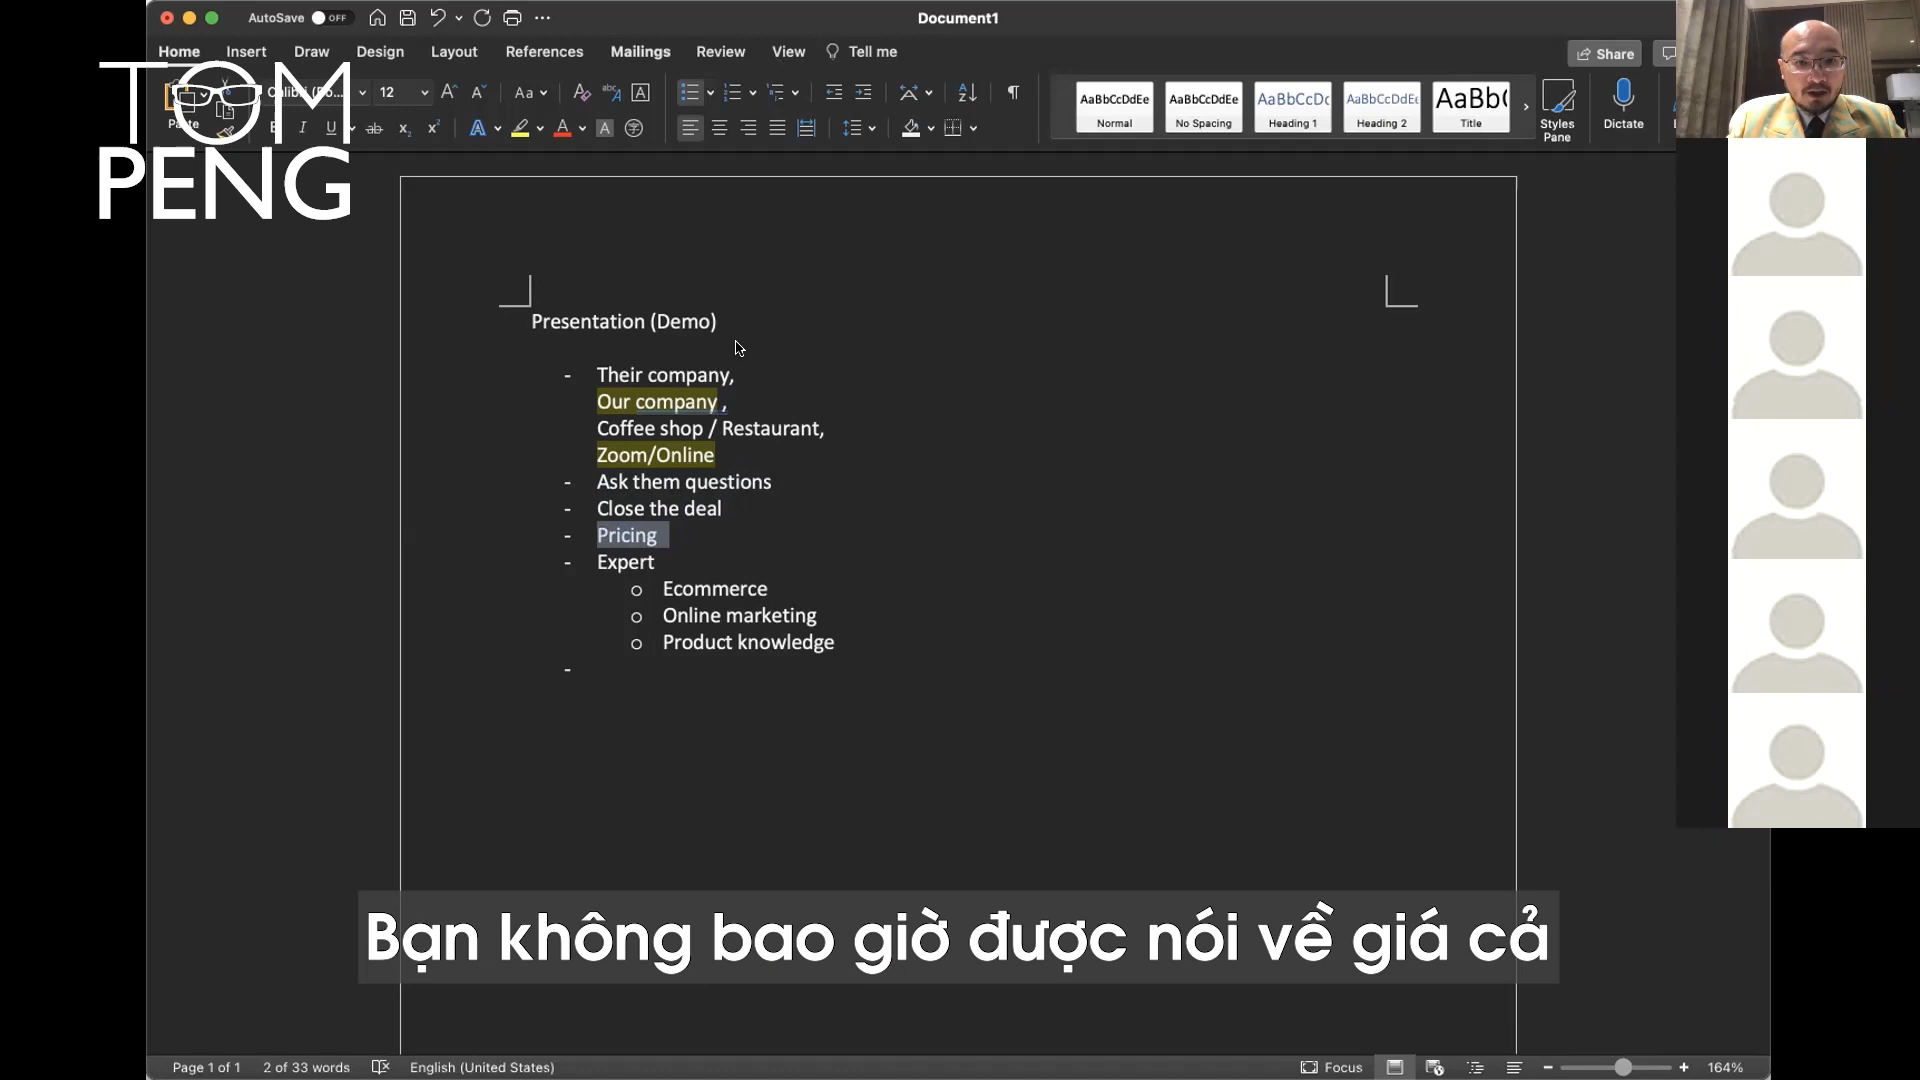 AutoSave OFF
Document1
Home Insert Draw Design Layout References Mailings Review View Tell me
Share
TOM
PENG
12
Aa
AaBbCcDdEe AaBbCcDdEe AaBbCcDc AaBbCcDdEe AaBb(
Normal No Spacing Heading 1 Heading 2 Title
Styles
Pane
Dictate
Presentation (Demo)
- Their company,
Our company ,
Coffee shop / Restaurant,
Zoom/Online
- Ask them questions
- Close the deal
- Pricing
- Expert
o Ecommerce
o Online marketing
o Product knowledge
-
Bạn không bao giờ được nói về giá cả
Page 1 of 1 2 of 33 words English (United States) Focus 164%